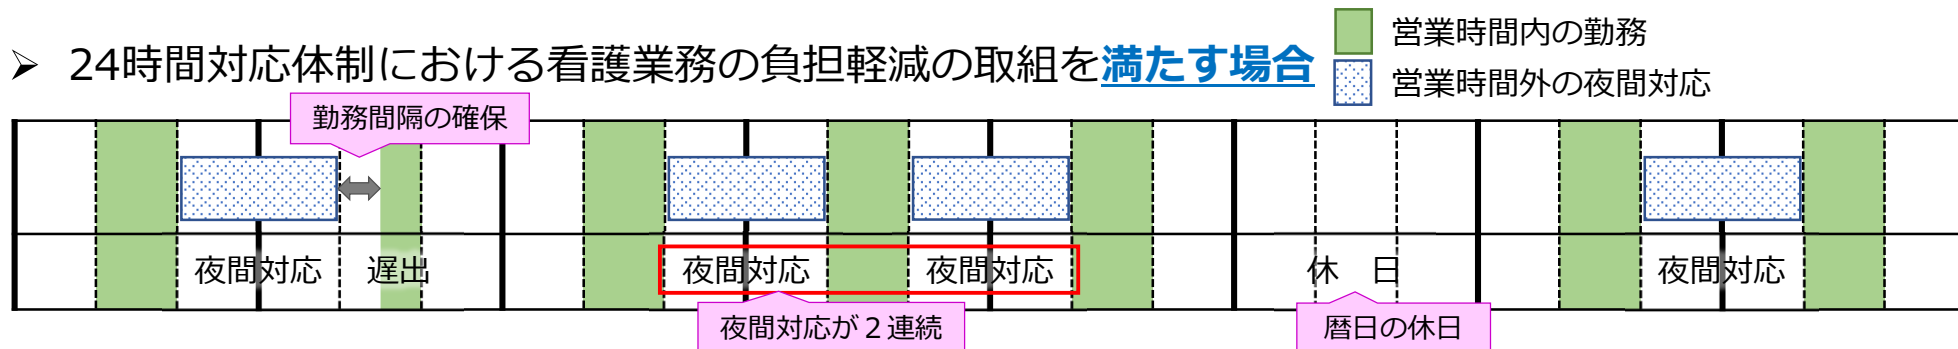 ➢ 24時間対応体制における看護業務の負担軽減の取組を満たす場合
営業時間内の勤務
営業時間外の夜間対応
勤務間隔の確保
夜間対応 遅出 夜間対応 夜間対応 休 日 夜間対応
夜間対応が２連続
暦日の休日